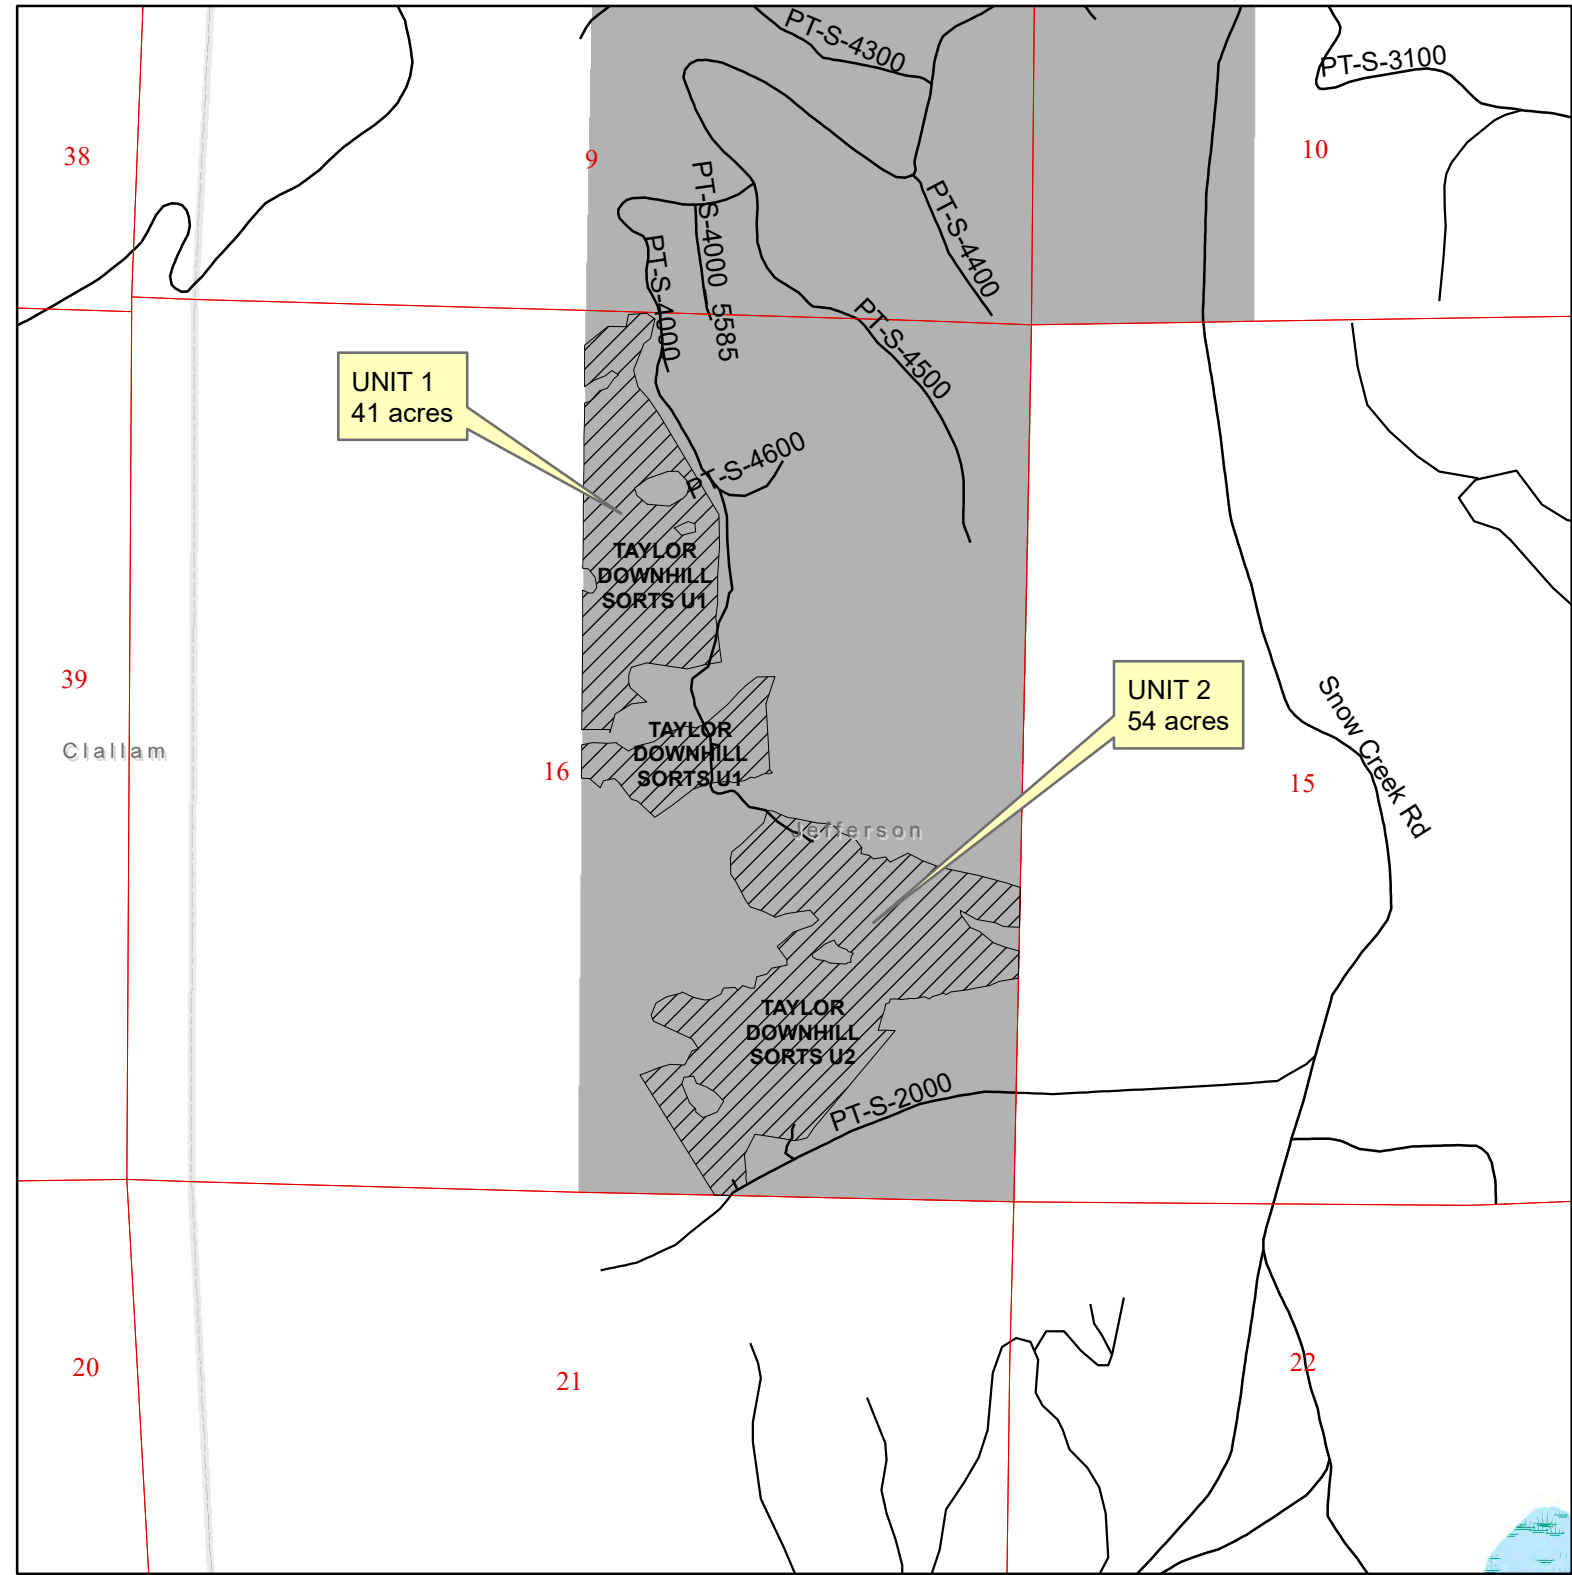 PT-S-4300
PT-S-3100
38
9
10
PT-S-4000 5585
PT-S-4400
PT-S-4000
PT-S-4500
UNIT 1
41 acres
PT-S-4600
TAYLOR
DOWNHILL
SORTS U1
39
UNIT 2
54 acres
Snow Creek Rd
TAYLOR
DOWNHILL
SORTS U1
Clallam
16
15
Jefferson
TAYLOR
DOWNHILL
SORTS U2
PT-S-2000
20
21
22